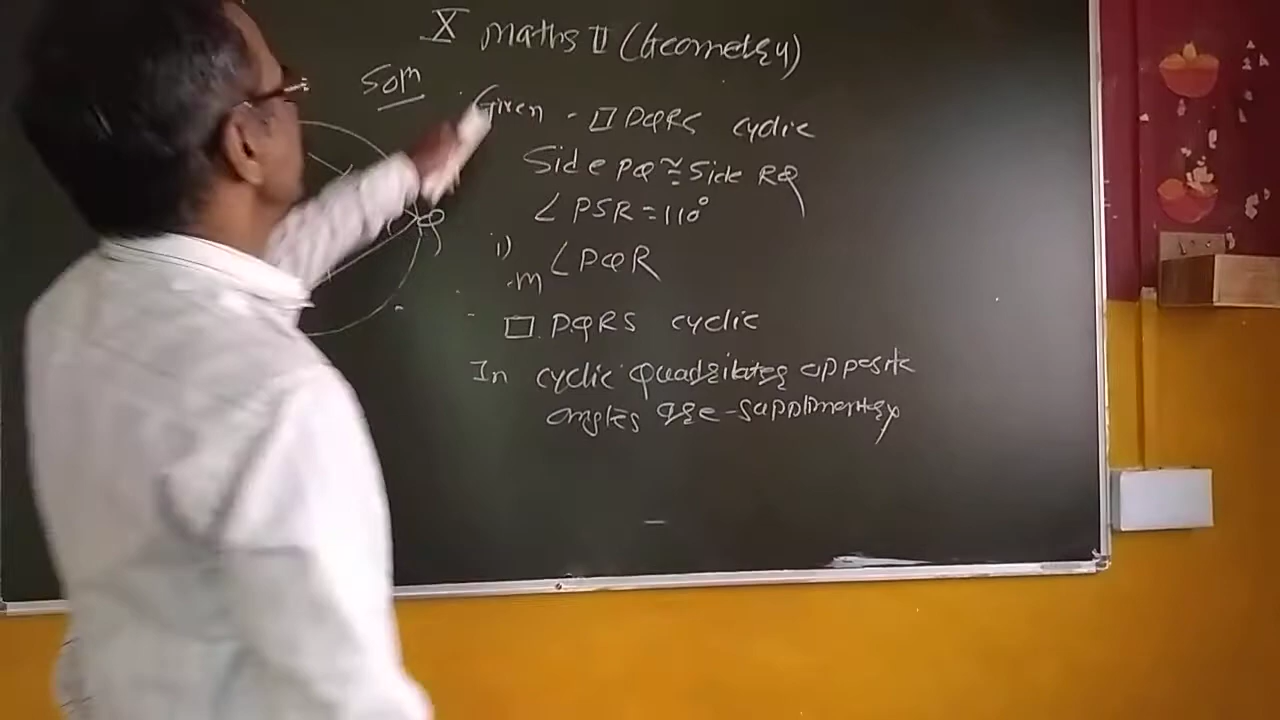 X maths II (Geometry)
Soln
Given - □ PQRS cyclic
Side PQ ≅ Side RQ
∠ PSR = 110°
i) m ∠ PQR
□ PQRS cyclic
In cyclic quadrilateral opposite
angles are supplimentary
Q